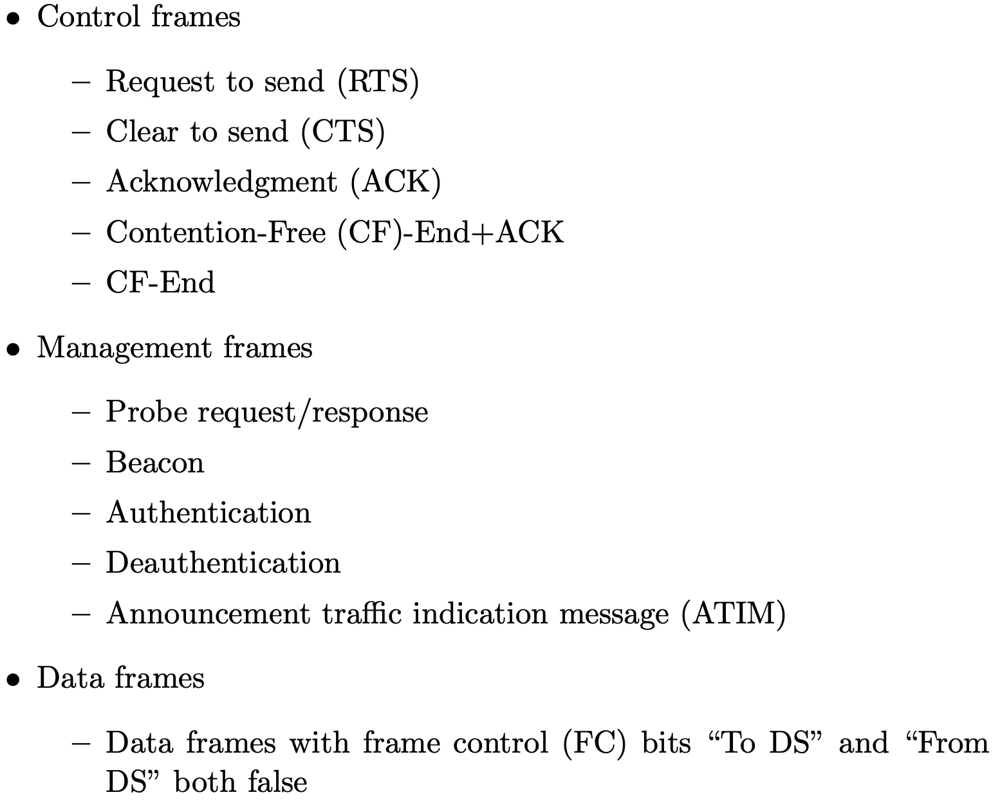 • Control frames
– Request to send (RTS)
– Clear to send (CTS)
– Acknowledgment (ACK)
– Contention-Free (CF)-End+ACK
– CF-End
• Management frames
– Probe request/response
– Beacon
– Authentication
– Deauthentication
– Announcement traffic indication message (ATIM)
• Data frames
– Data frames with frame control (FC) bits “To DS” and “From
DS” both false